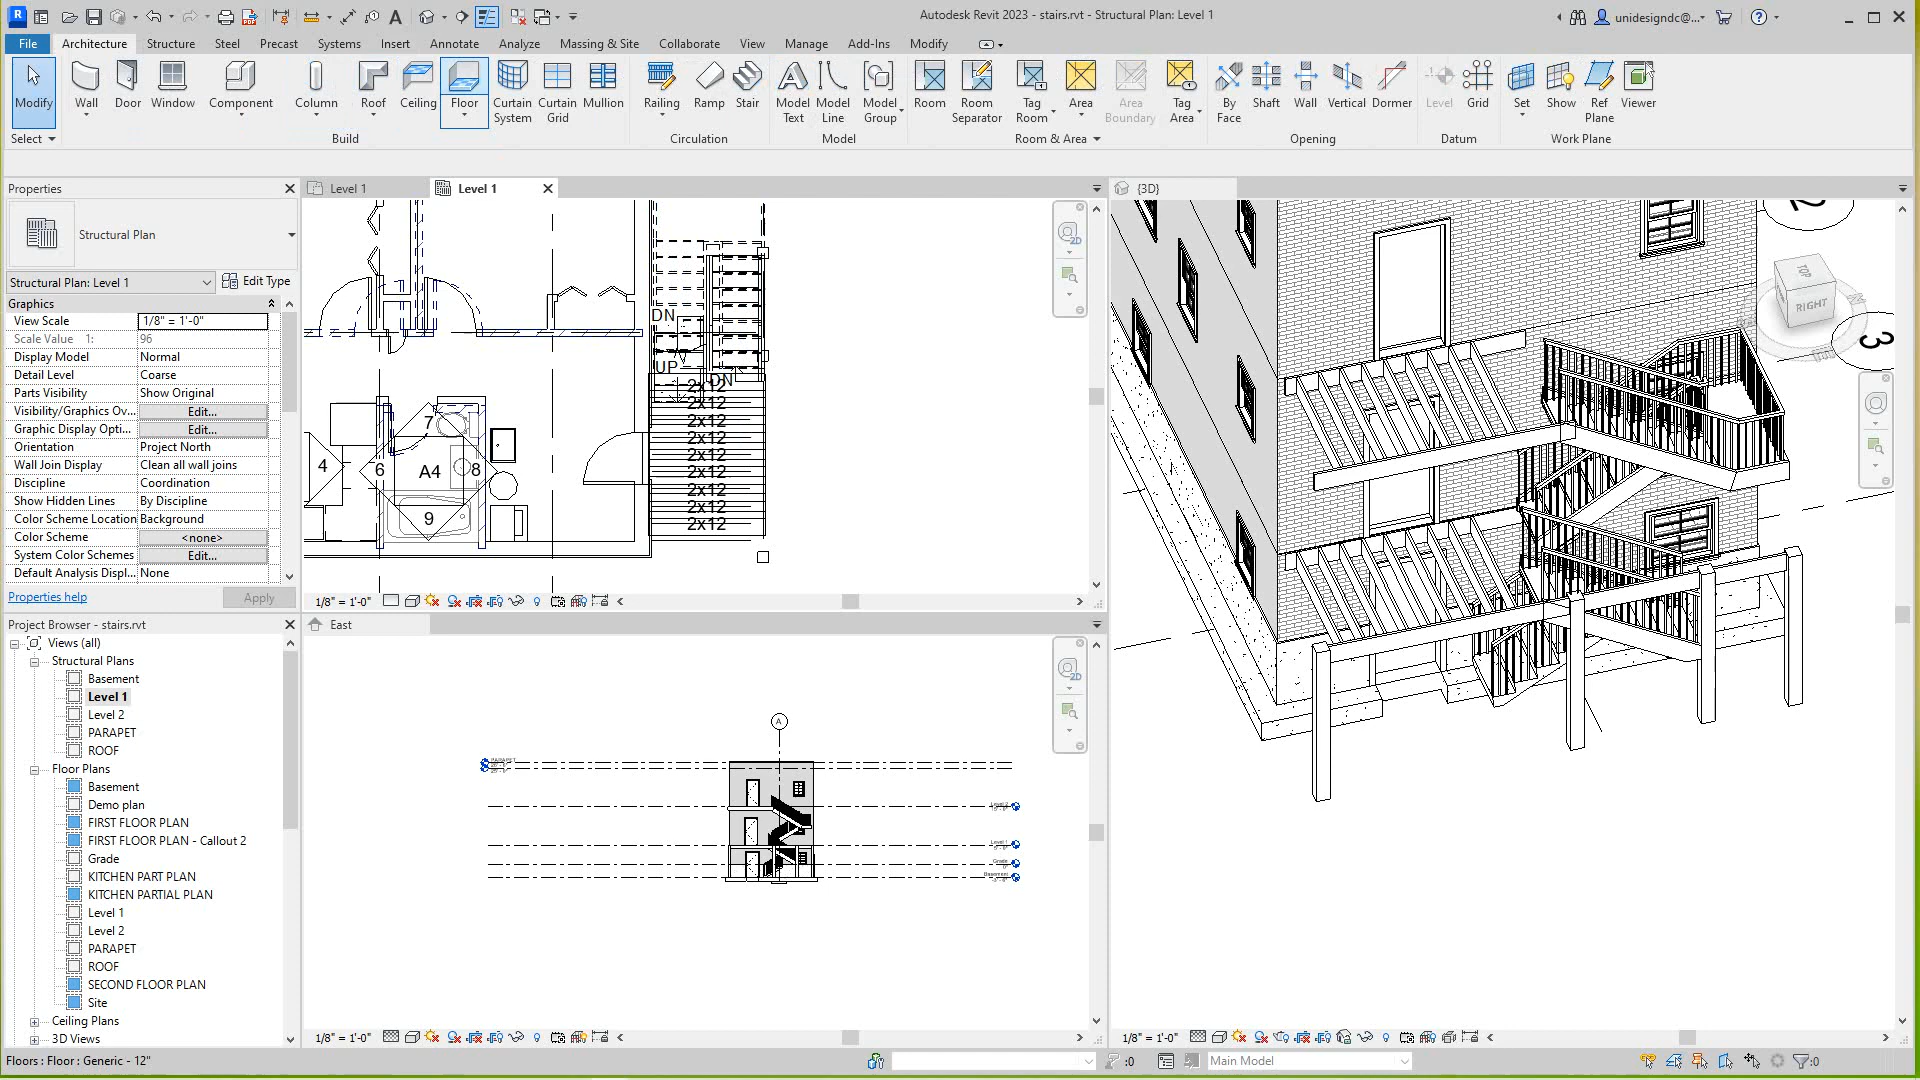 Autodesk Revit 2023 - stairs.rvt - Structural Plan: Level 1
unidesigndc@...
File Architecture Structure Steel Precast Systems Insert Annotate Analyze Massing & Site Collaborate View Manage Add-Ins Modify
Modify Wall Door Window Component Column Roof Ceiling Floor Curtain System Curtain Grid Mullion Railing Ramp Stair Model Text Model Line Model Group Room Room Separator Tag Room Area Area Boundary Tag Area By Face Shaft Wall Vertical Dormer Level Grid Set Show Ref Plane Viewer
Select Build Circulation Model Room & Area Opening Datum Work Plane
Properties
Structural Plan
Structural Plan: Level 1 Edit Type
Graphics
View Scale 1/8" = 1'-0"
Scale Value 1: 96
Display Model Normal
Detail Level Coarse
Parts Visibility Show Original
Visibility/Graphics Ov... Edit...
Graphic Display Opti... Edit...
Orientation Project North
Wall Join Display Clean all wall joins
Discipline Coordination
Show Hidden Lines By Discipline
Color Scheme Location Background
Color Scheme <none>
System Color Schemes Edit...
Default Analysis Displ... None
Properties help Apply
Project Browser - stairs.rvt
Views (all)
Structural Plans
Basement
Level 1
Level 2
PARAPET
ROOF
Floor Plans
Basement
Demo plan
FIRST FLOOR PLAN
FIRST FLOOR PLAN - Callout 2
Grade
KITCHEN PART PLAN
KITCHEN PARTIAL PLAN
Level 1
Level 2
PARAPET
ROOF
SECOND FLOOR PLAN
Site
Ceiling Plans
3D Views
Level 1 Level 1
DN
UP
DN
2x12
2x12
2x12
2x12
2x12
2x12
2x12
2x12
2x12
7
4 6 A4 8
9
1/8" = 1'-0"
East
A
PARAPET
Level 2
Level 1
Grade
Basement
1/8" = 1'-0"
{3D}
2
TOP
RIGHT
3
1/8" = 1'-0"
Floors : Floor : Generic - 12"
:0 Main Model :0